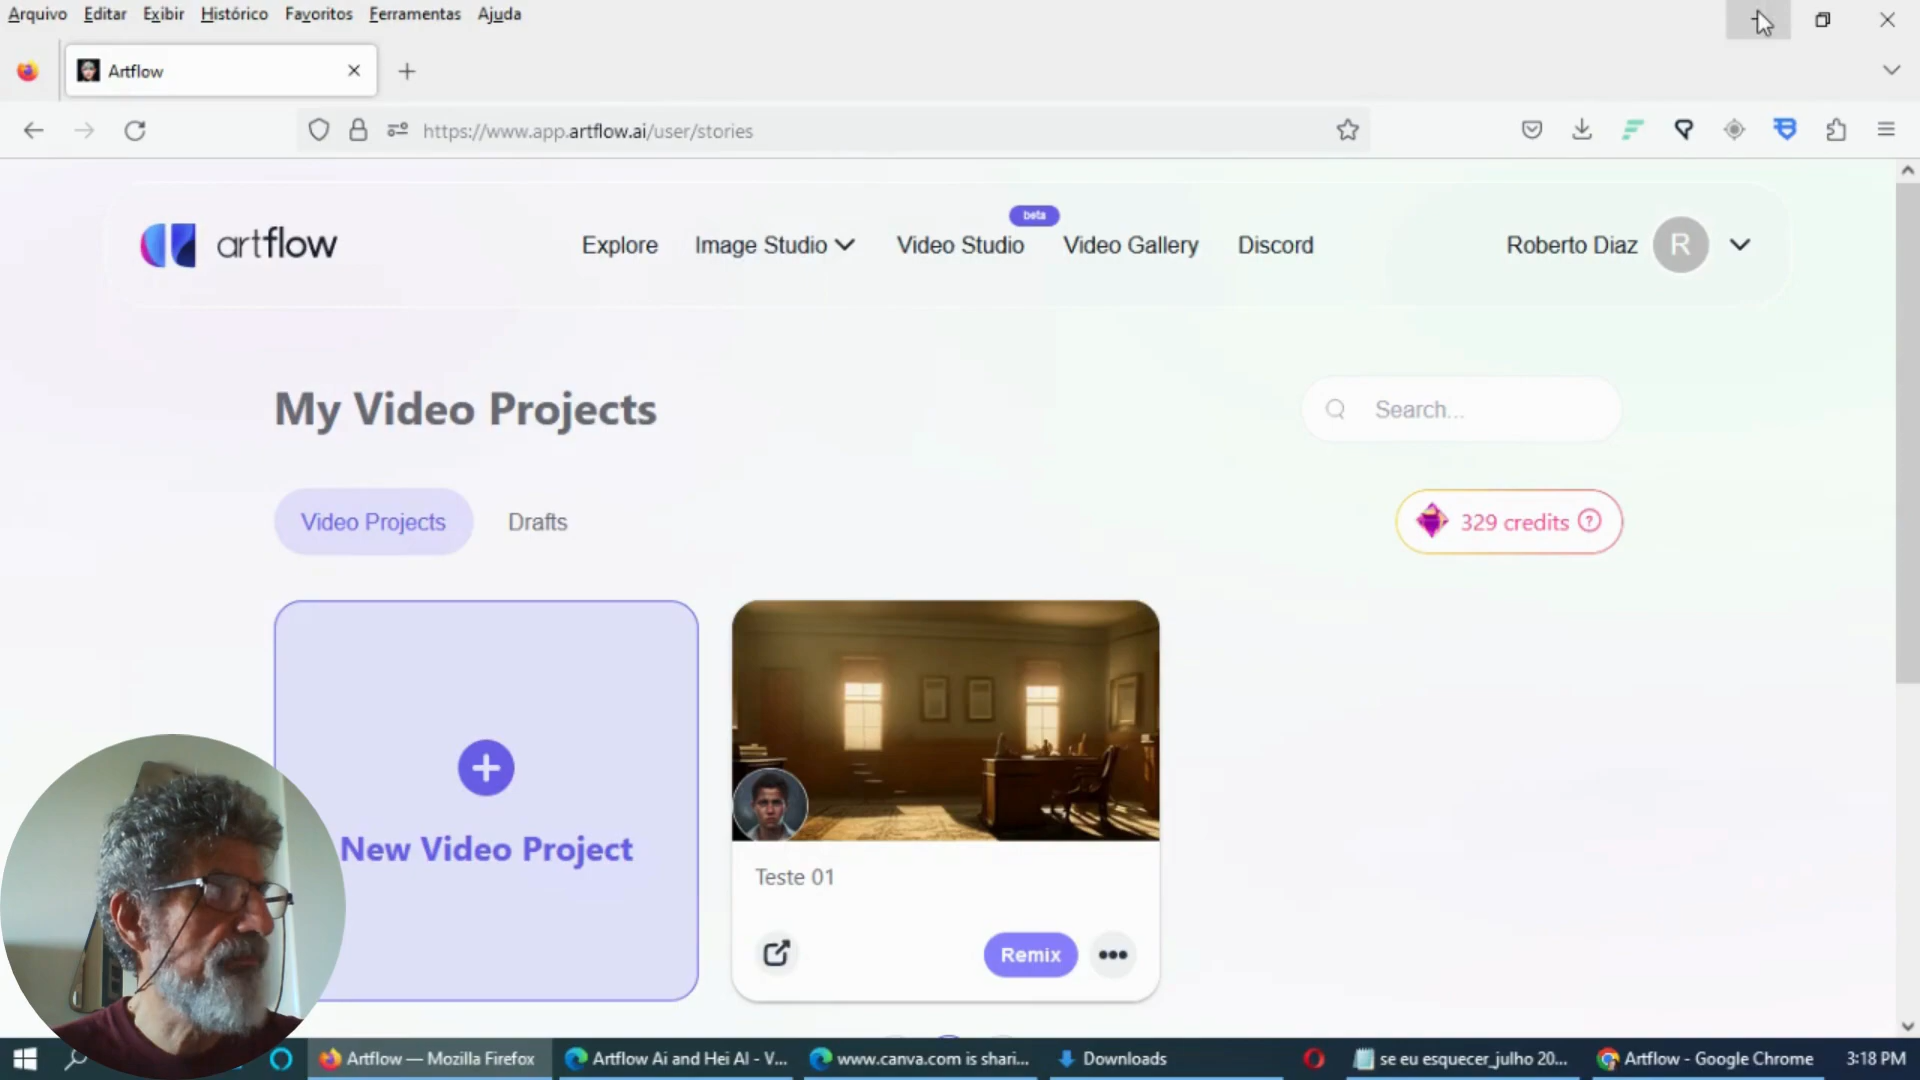 Arquivo Editar Exibir Histórico Favoritos Ferramentas Ajuda
Artflow
https://www.app.artflow.ai/user/stories
artflow
Explore
Image Studio
Video Studio
beta
Video Gallery
Discord
Roberto Diaz
R
My Video Projects
Search...
Video Projects
Drafts
329 credits
?
New Video Project
Teste 01
Remix
Artflow — Mozilla Firefox
Artflow Ai and Hei AI - V...
www.canva.com is shari...
Downloads
se eu esquecer_julho 20...
Artflow - Google Chrome
3:18 PM